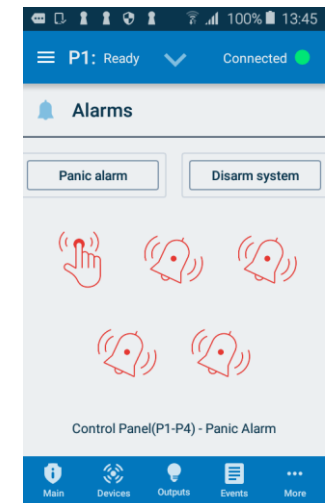 100% 13:45
P1: Ready Connected
Alarms
Panic alarm Disarm system
Control Panel(P1-P4) - Panic Alarm
Main Devices Outputs Events More